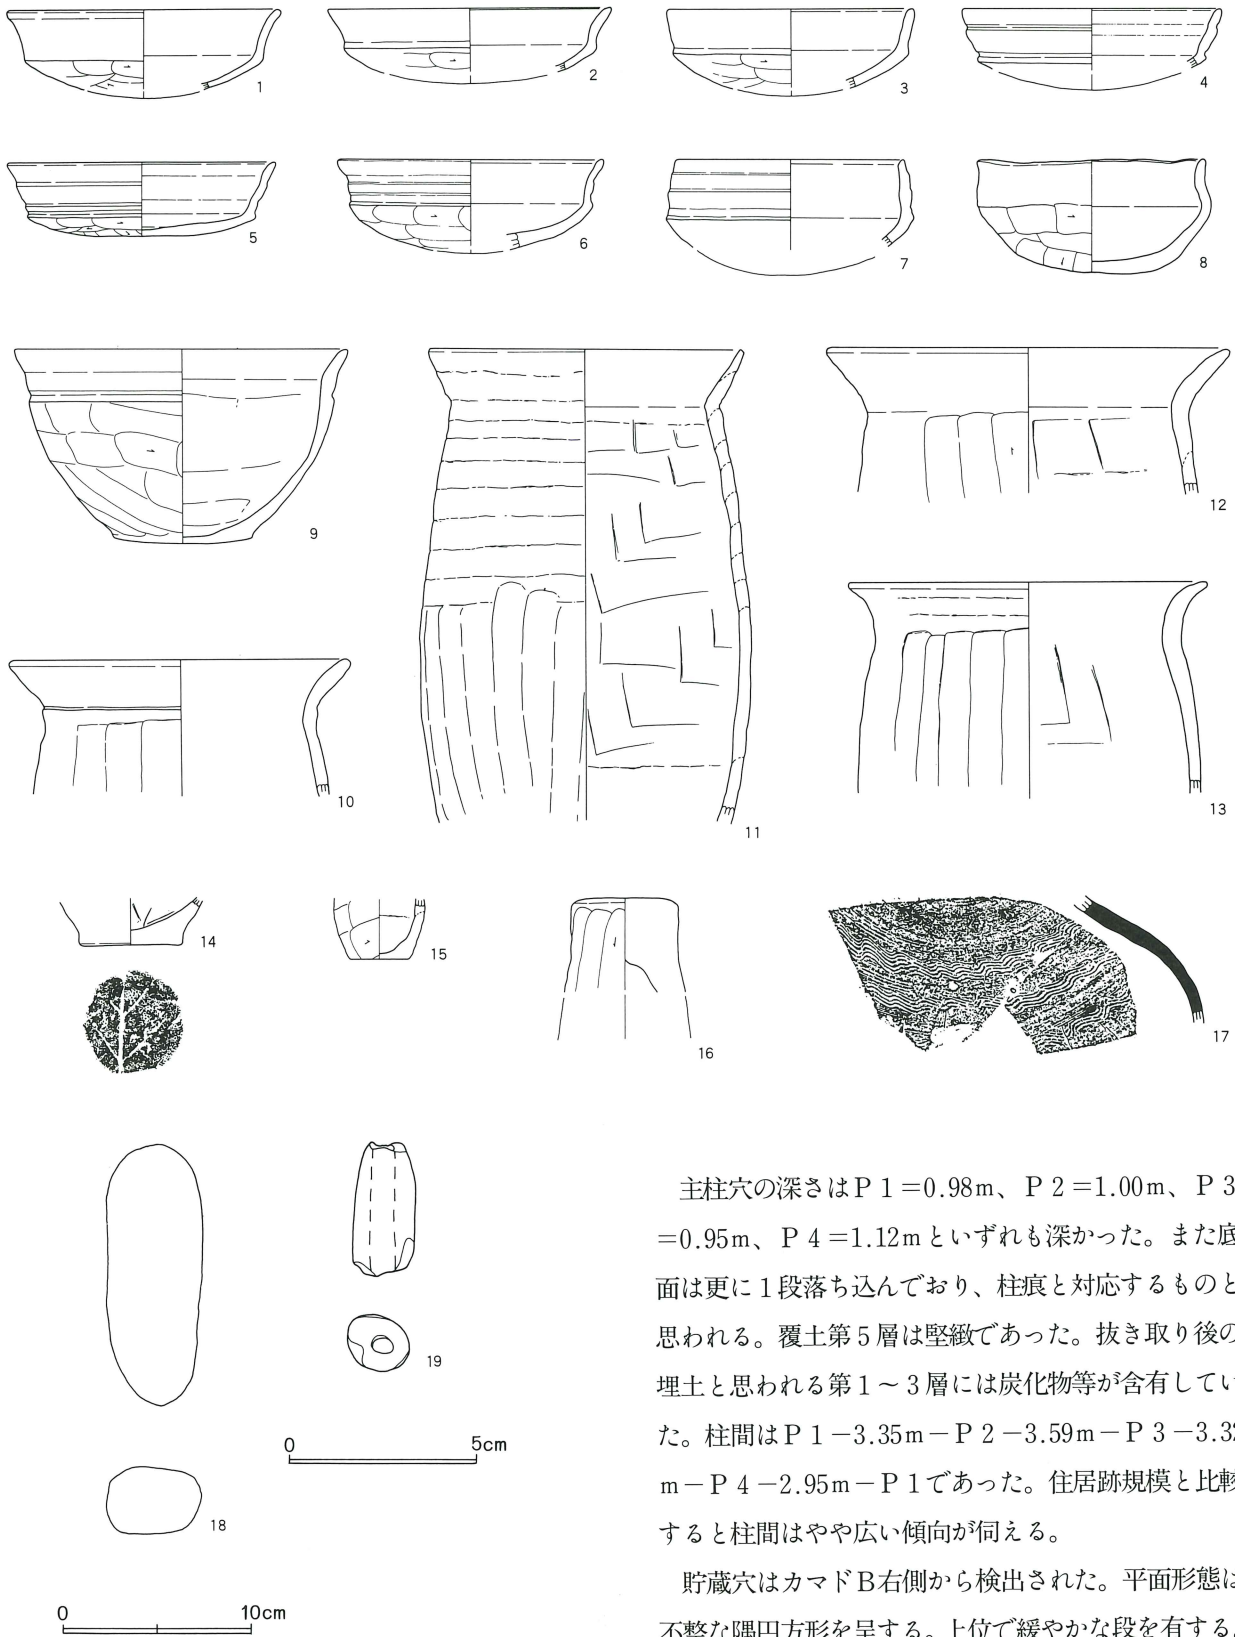 1
2
3
4
5
6
7
8
9
10
11
12
13
14
15
16
17
18
19
0 5cm
0 10cm
主柱穴の深さはＰ１＝0.98ｍ、Ｐ２＝1.00ｍ、Ｐ３
＝0.95ｍ、Ｐ４＝1.12ｍといずれも深かった。また底
面は更に１段落ち込んでおり、柱痕と対応するものと
思われる。覆土第５層は堅緻であった。抜き取り後の
埋土と思われる第１～３層には炭化物等が含有してい
た。柱間はＰ１－3.35ｍ－Ｐ２－3.59ｍ－Ｐ３－3.32
ｍ－Ｐ４－2.95ｍ－Ｐ１であった。住居跡規模と比較
すると柱間はやや広い傾向が伺える。
貯蔵穴はカマドＢ右側から検出された。平面形態は
不整な隅円方形を呈する。上位で緩やかな段を有する。